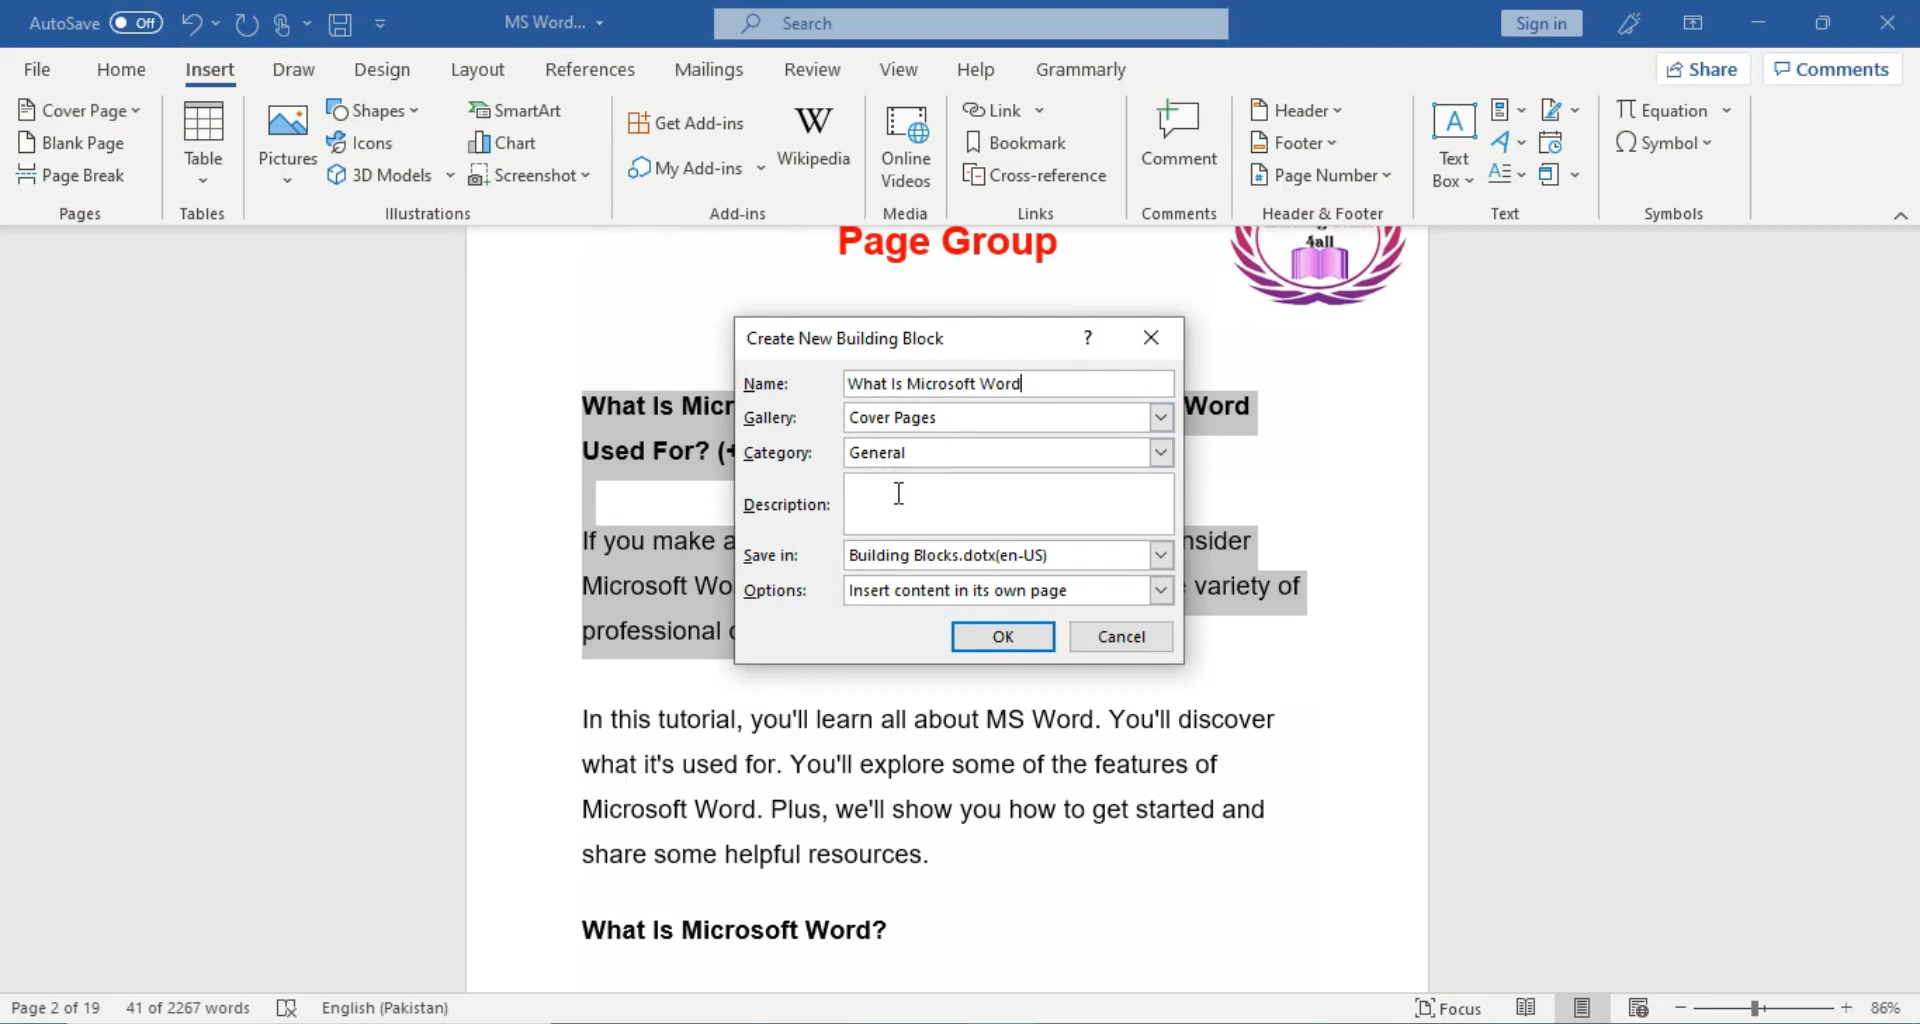 AutoSave Off MS Word... Search Sign in
File Home Insert Draw Design Layout References Mailings Review View Help Grammarly Share Comments
Cover Page
Blank Page
Page Break
Pages
Table
Tables
Pictures
Shapes
Icons
3D Models
SmartArt
Chart
Screenshot
Illustrations
Get Add-ins
My Add-ins
W
Wikipedia
Add-ins
Online
Videos
Media
Link
Bookmark
Cross-reference
Links
Comment
Comments
Header
Footer
Page Number
Header & Footer
A
Text
Box
Text
Equation
Symbol
Symbols
Page Group
4all
Create New Building Block ?
Name: What Is Microsoft Word
Gallery: Cover Pages
Category: General
Description:
Save in: Building Blocks.dotx(en-US)
Options: Insert content in its own page
OK Cancel
What Is Micr Word
Used For? (+
If you make a nsider
Microsoft Wo variety of
professional
In this tutorial, you'll learn all about MS Word. You'll discover
what it's used for. You'll explore some of the features of
Microsoft Word. Plus, we'll show you how to get started and
share some helpful resources.
What Is Microsoft Word?
Page 2 of 19 41 of 2267 words English (Pakistan) Focus 86%